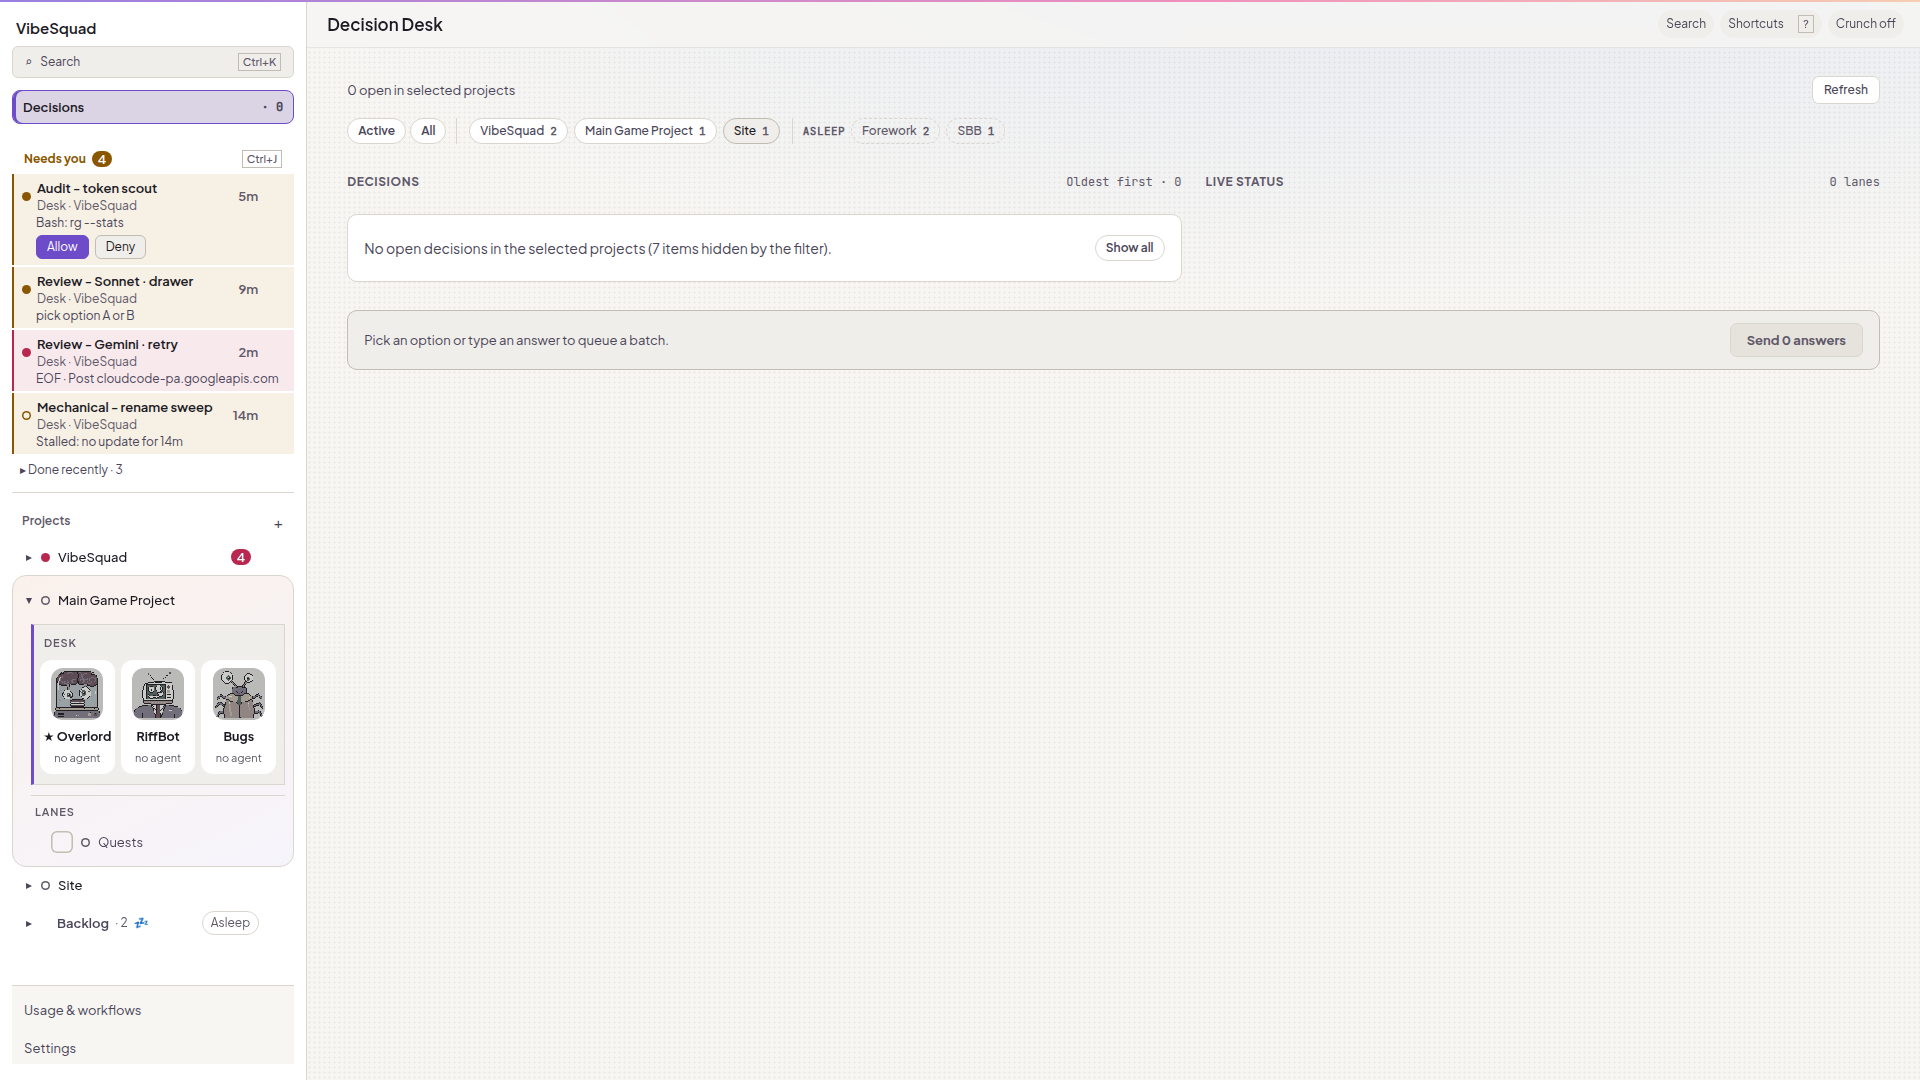 VibeSquad
Search Ctrl+K
Decisions · 0
Needs you 4 Ctrl+J
Audit – token scout 5m
Desk · VibeSquad
Bash: rg --stats
Allow Deny
Review – Sonnet · drawer 9m
Desk · VibeSquad
pick option A or B
Review – Gemini · retry 2m
Desk · VibeSquad
EOF · Post cloudcode-pa.googleapis.com
Mechanical – rename sweep 14m
Desk · VibeSquad
Stalled: no update for 14m
▸ Done recently · 3
Projects +
▸ VibeSquad 4
▾ Main Game Project
DESK
★ Overlord RiffBot Bugs
no agent no agent no agent
LANES
Quests
▸ Site
▸ Backlog · 2 💤 Asleep
Usage & workflows
Settings
Decision Desk Search Shortcuts ? Crunch off
0 open in selected projects Refresh
Active All VibeSquad 2 Main Game Project 1 Site 1 ASLEEP Forework 2 SBB 1
DECISIONS Oldest first · 0 LIVE STATUS 0 lanes
No open decisions in the selected projects (7 items hidden by the filter). Show all
Pick an option or type an answer to queue a batch. Send 0 answers